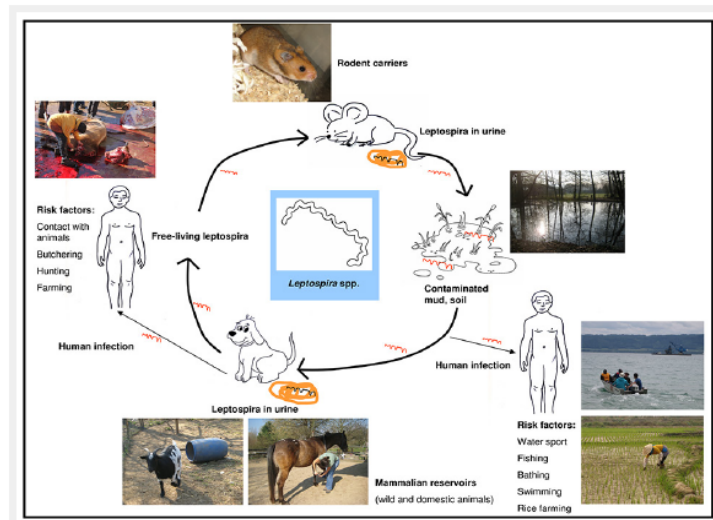 Rodent carriers
Leptospira in urine
Risk factors:
Contact with
animals
Butchering
Hunting
Farming
Free-living leptospira
Leptospira spp.
Contaminated
mud, soil
Human infection
Human infection
Leptospira in urine
Mammalian reservoirs
(wild and domestic animals)
Risk factors:
Water sport
Fishing
Bathing
Swimming
Rice farming